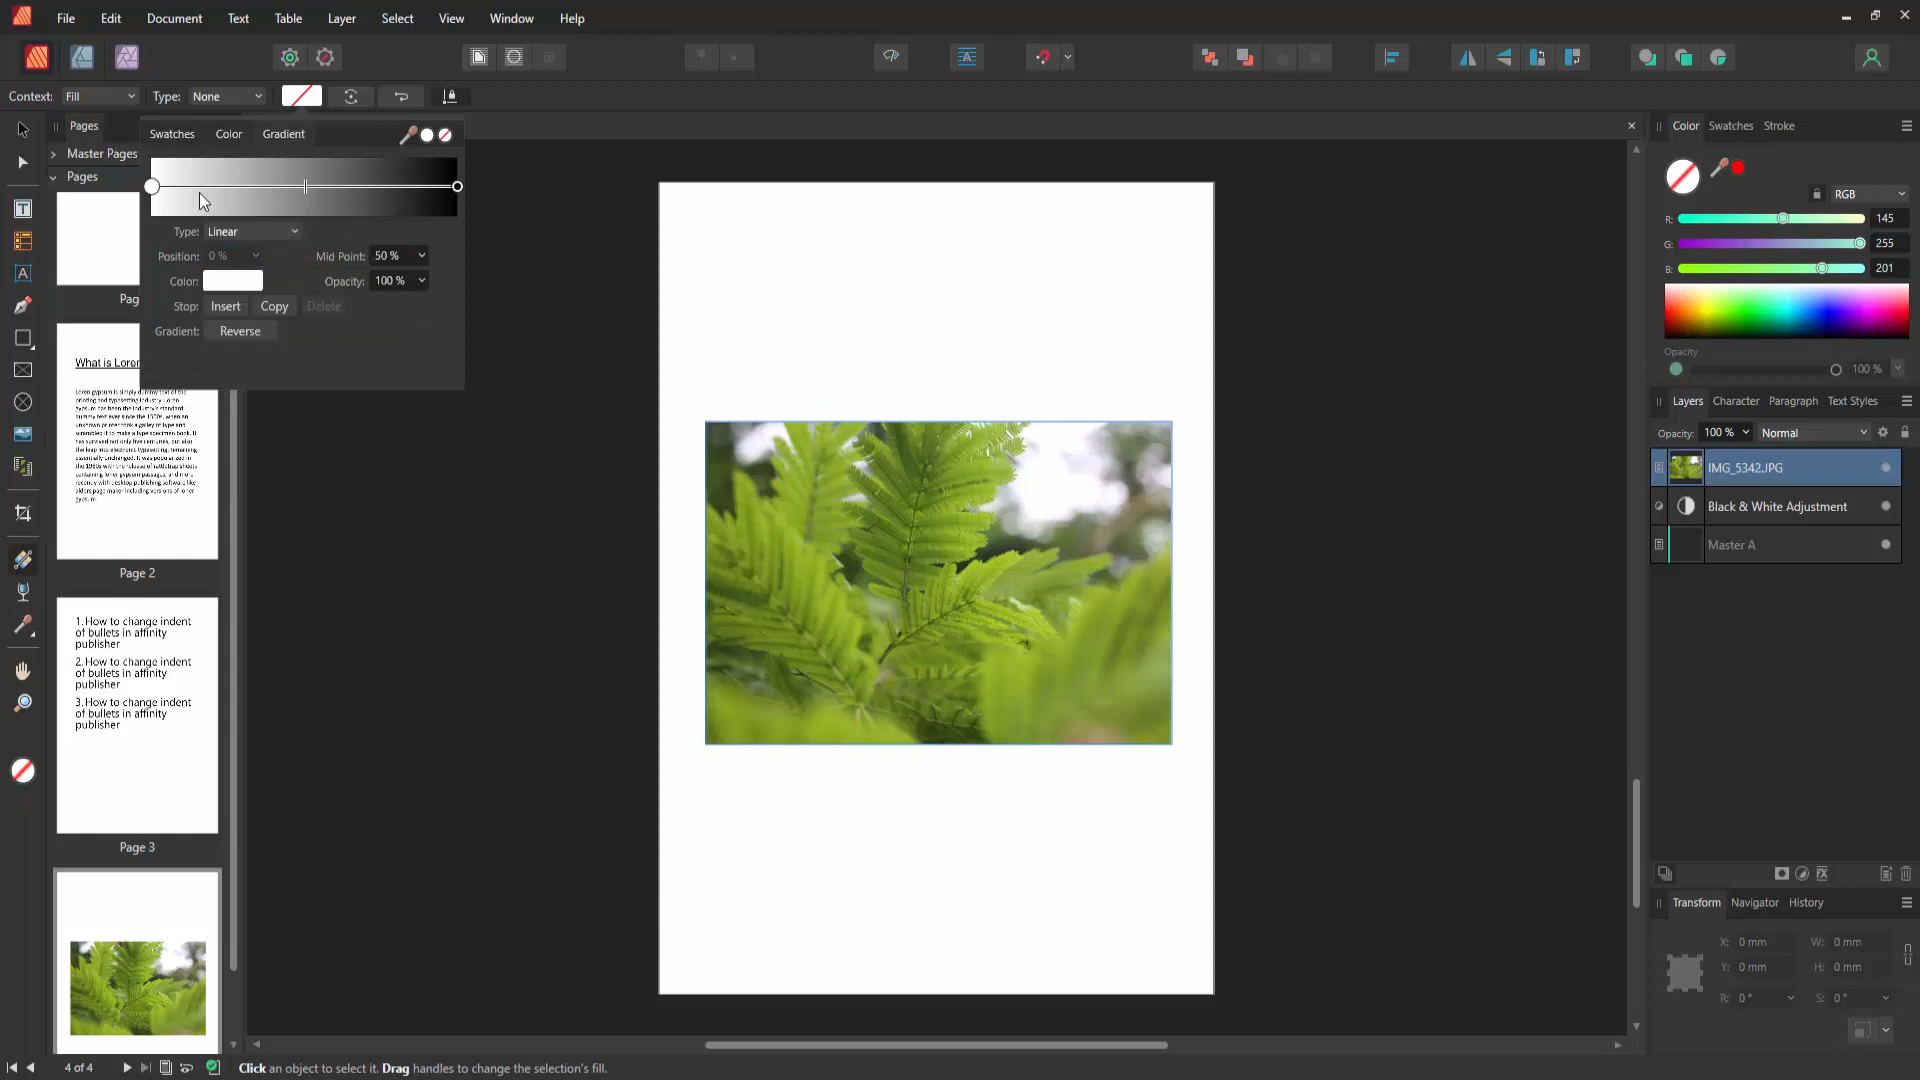 File Edit Document Text Table Layer Select View Window Help
Context: Fill Type: None
Pages
Master Pages
Pages
Pag
What is Loren
Page 2
1.How to change indent
of bullets in affinity
publisher
2.How to change indent
of bullets in affinity
publisher
3.How to change indent
of bullets in affinity
publisher
Page 3
Swatches Color Gradient
Type: Linear
Position: 0 % Mid Point: 50 %
Color: Opacity: 100 %
Stop: Insert Copy Delete
Gradient: Reverse
Color Swatches Stroke
RGB
R: 145
G: 255
B: 201
Opacity
100 %
Layers Character Paragraph Text Styles
Opacity: 100 % Normal
IMG_5342.JPG
Black & White Adjustment
Master A
Transform Navigator History
X: 0 mm W: 0 mm
Y: 0 mm H: 0 mm
R: 0 ° S: 0 °
4 of 4 Click an object to select it. Drag handles to change the selection's fill.